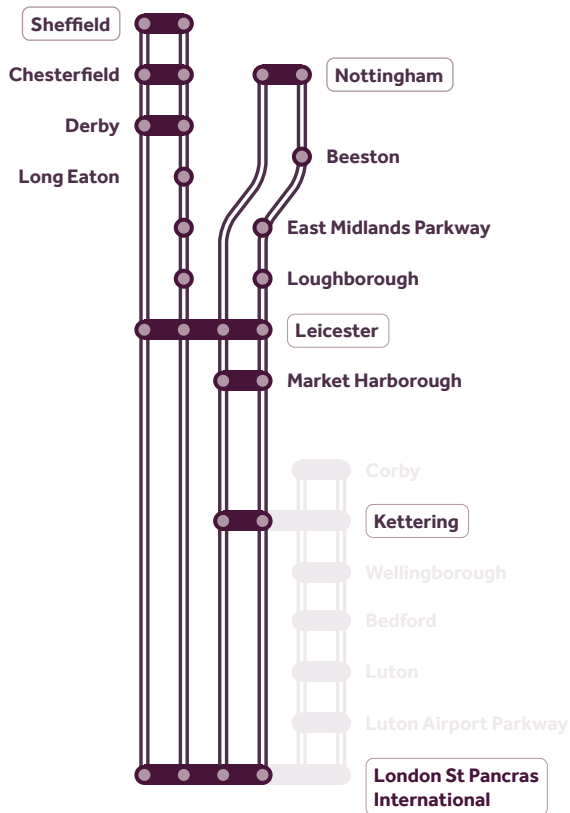 Sheffield
Chesterfield
Nottingham
Derby
Beeston
Long Eaton
East Midlands Parkway
Loughborough
Leicester
Market Harborough
Corby
Kettering
Wellingborough
Bedford
Luton
Luton Airport Parkway
London St Pancras
International